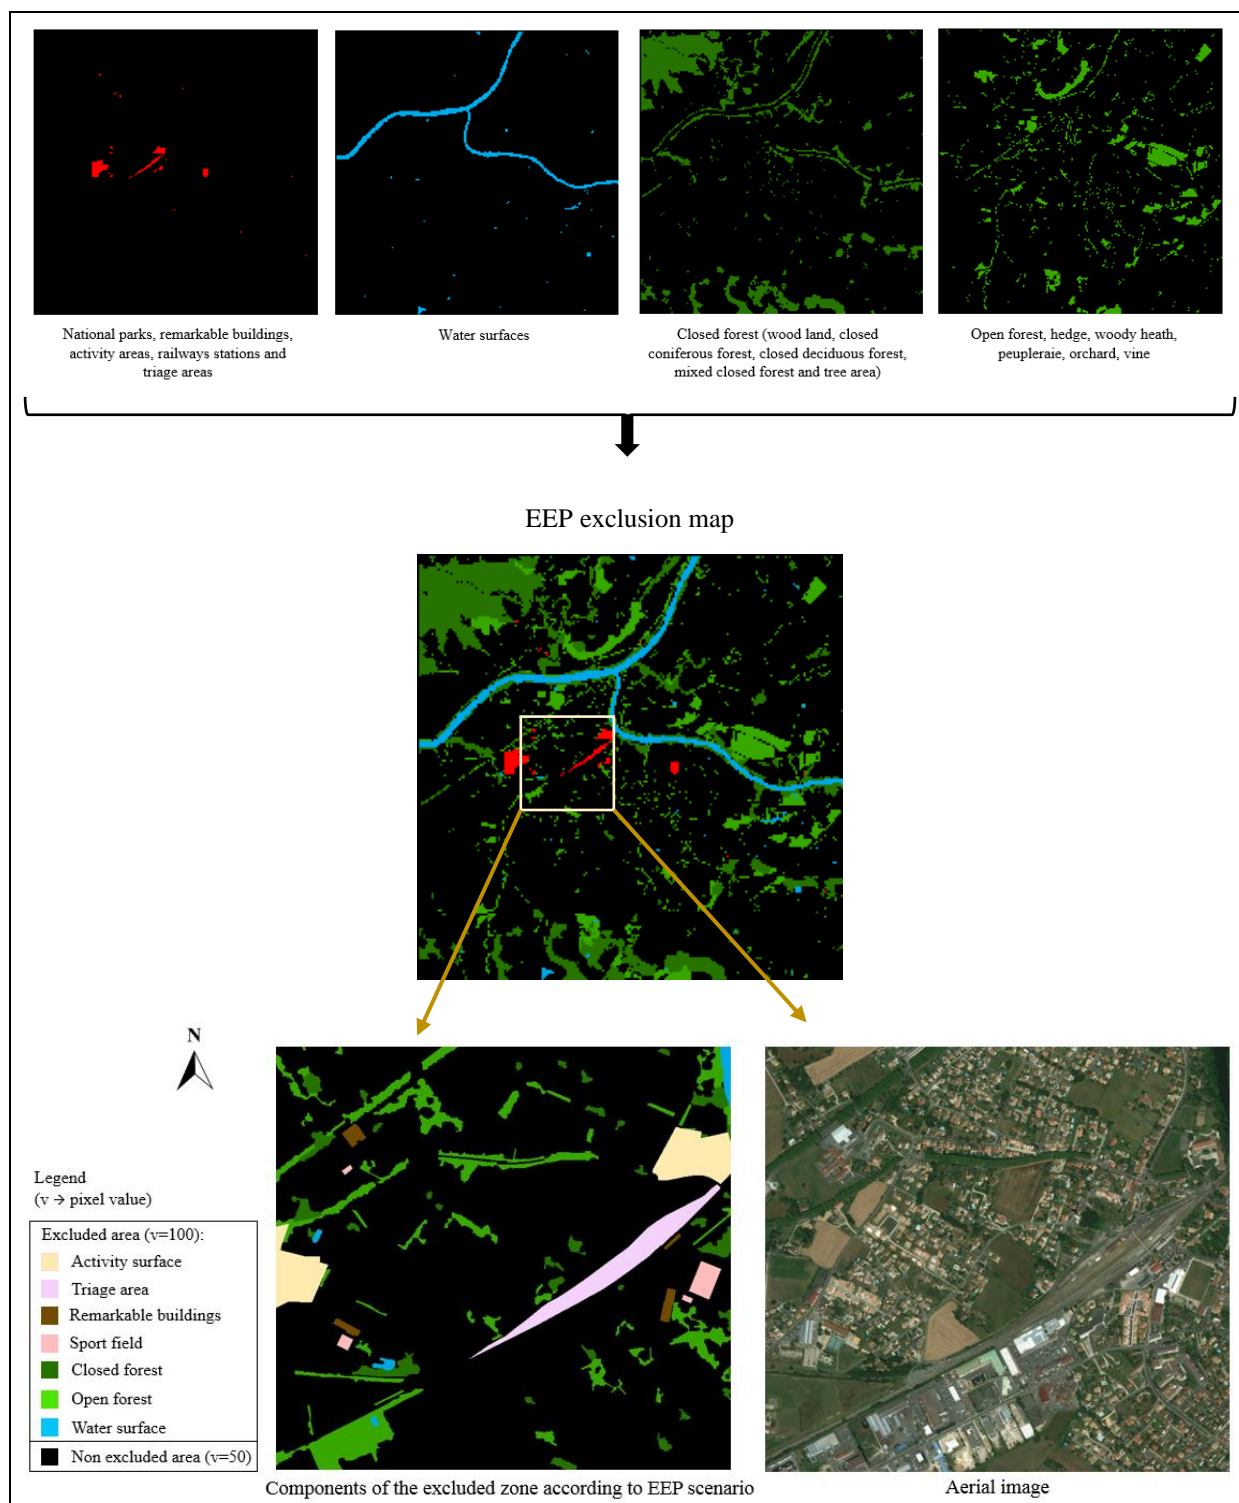 National parks, remarkable buildings,
activity areas, railways stations and
triage areas
Water surfaces
Closed forest (wood land, closed
coniferous forest, closed deciduous forest,
mixed closed forest and tree area)
Open forest, hedge, woody heath,
peupleraie, orchard, vine
EEP exclusion map
N
Legend
(v → pixel value)
Excluded area (v=100):
Activity surface
Triage area
Remarkable buildings
Sport field
Closed forest
Open forest
Water surface
Non excluded area (v=50)
Components of the excluded zone according to EEP scenario
Aerial image